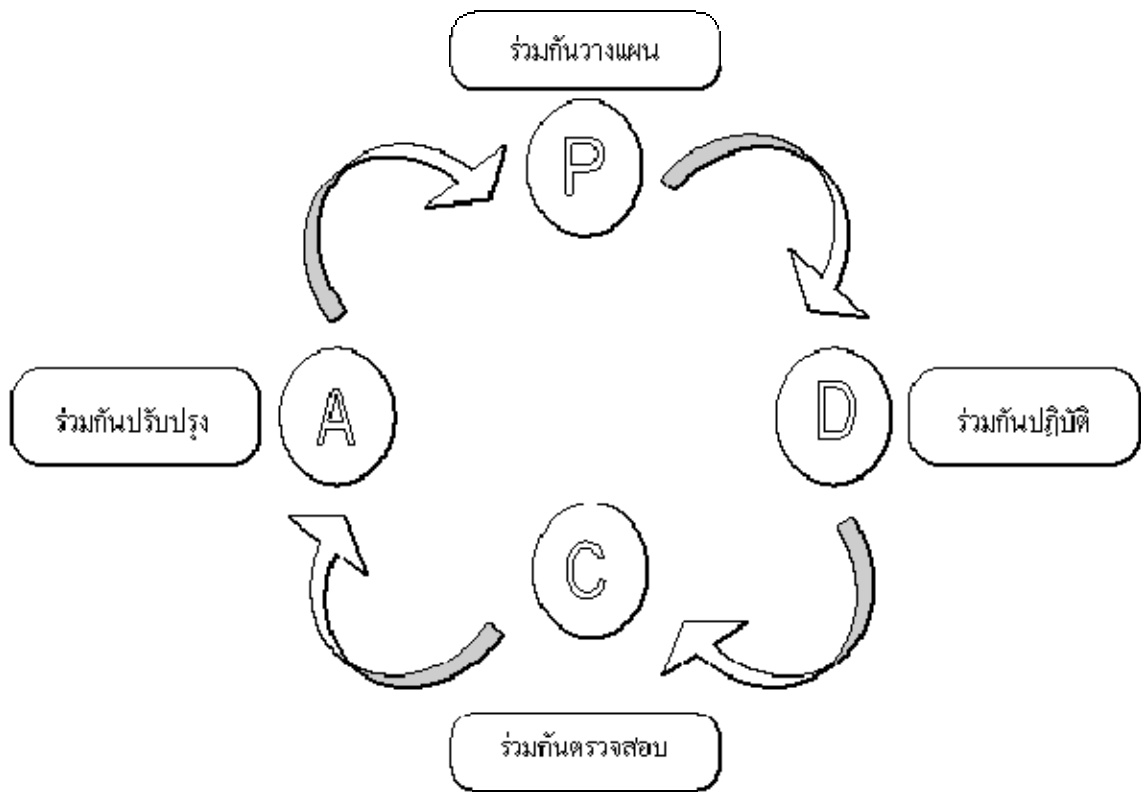 ร่วมกันวางแผน
P
A
D
ร่วมกันปรับปรุง
ร่วมกันปฏิบัติ
C
ร่วมกันตรวจสอบ